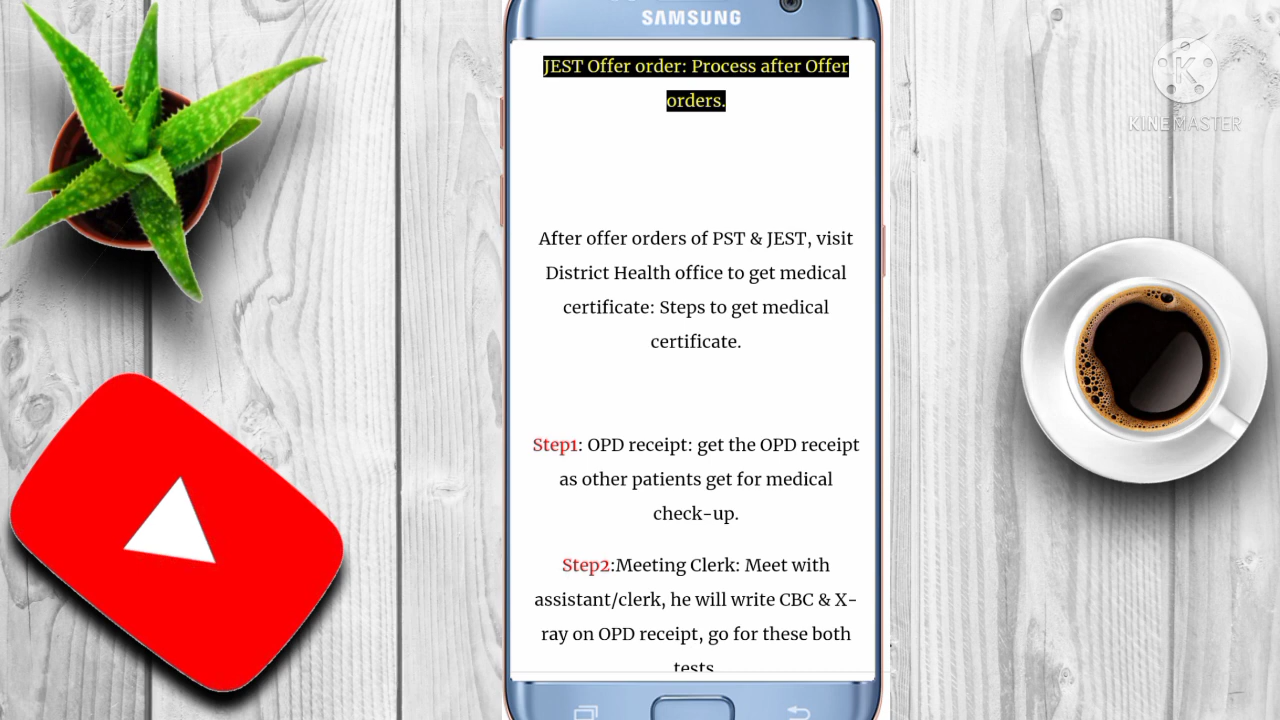 SAMSUNG
JEST Offer order: Process after Offer
orders.
KINEMASTER
After offer orders of PST & JEST, visit
District Health office to get medical
certificate: Steps to get medical
certificate.
Step1: OPD receipt: get the OPD receipt
as other patients get for medical
check-up.
Step2:Meeting Clerk: Meet with
assistant/clerk, he will write CBC & X-
ray on OPD receipt, go for these both
tests